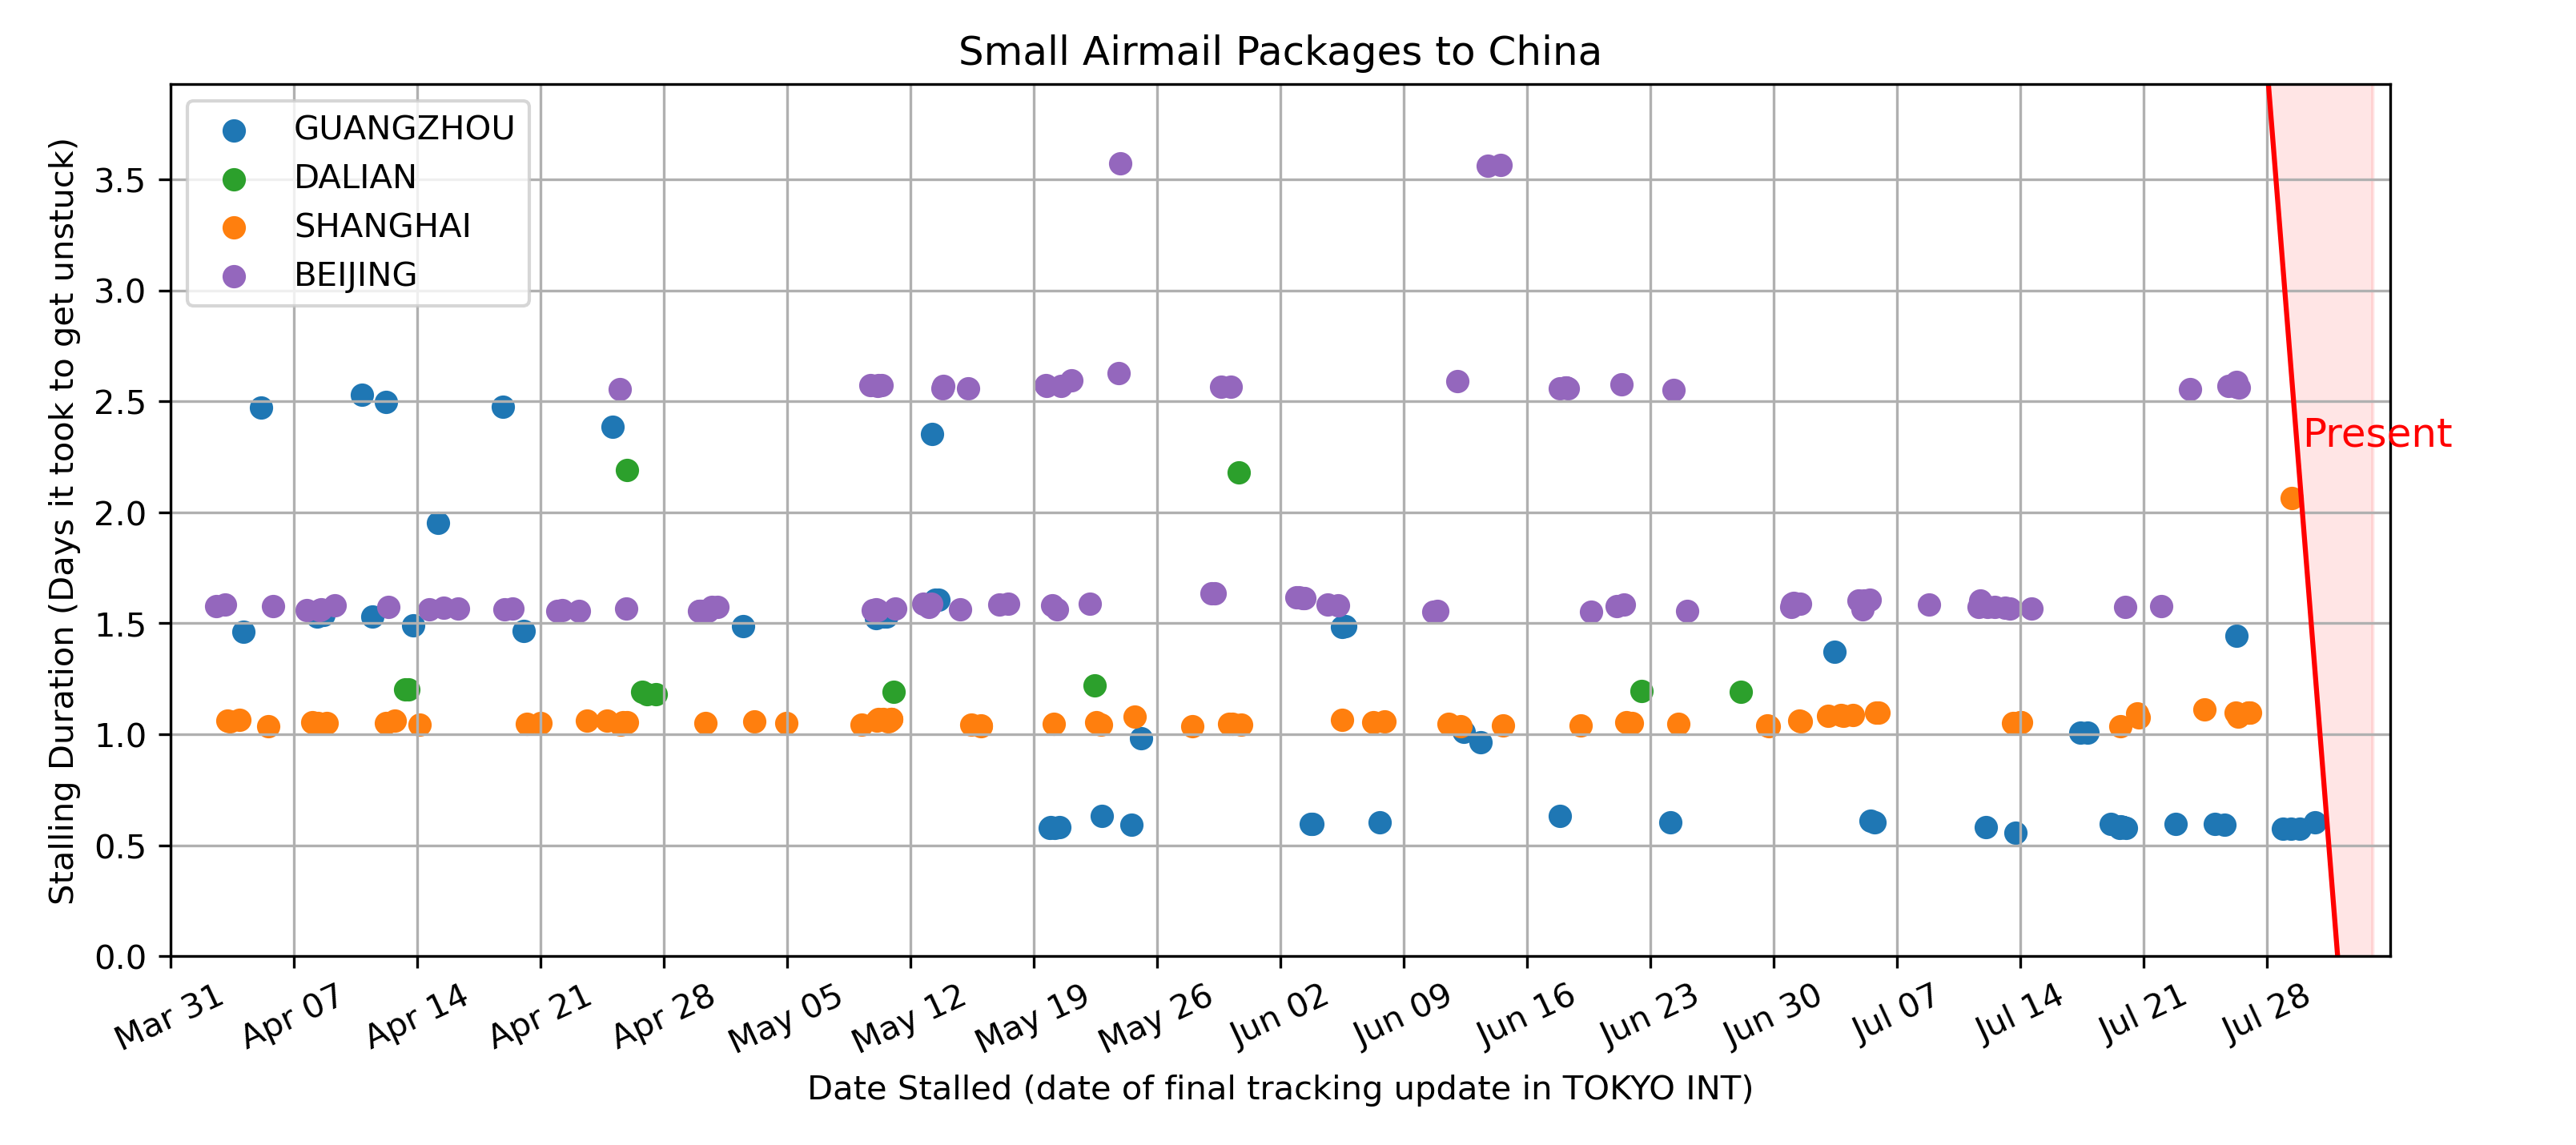 Small Airmail Packages to China
GUANGZHOU
DALIAN
SHANGHAI
BEIJING
Stalling Duration (Days it took to get unstuck)
3.5
3.0
2.5
2.0
1.5
1.0
0.5
0.0
Present
Mar 31
Apr 07
Apr 14
Apr 21
Apr 28
May 05
May 12
May 19
May 26
Jun 02
Jun 09
Jun 16
Jun 23
Jun 30
Jul 07
Jul 14
Jul 21
Jul 28
Date Stalled (date of final tracking update in TOKYO INT)